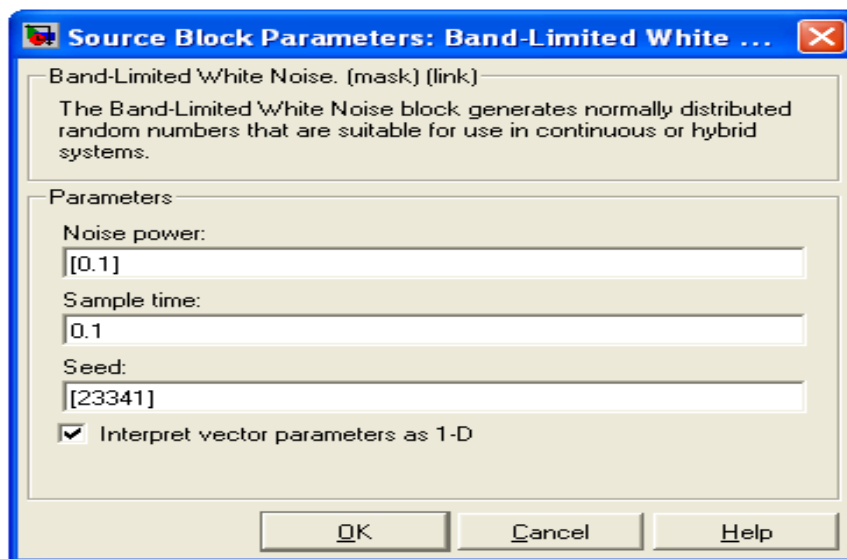 Source Block Parameters: Band-Limited White ...
Band-Limited White Noise. (mask) (link)
The Band-Limited White Noise block generates normally distributed
random numbers that are suitable for use in continuous or hybrid
systems.
Parameters
Noise power:
[0.1]
Sample time:
0.1
Seed:
[23341]
Interpret vector parameters as 1-D
OK Cancel Help